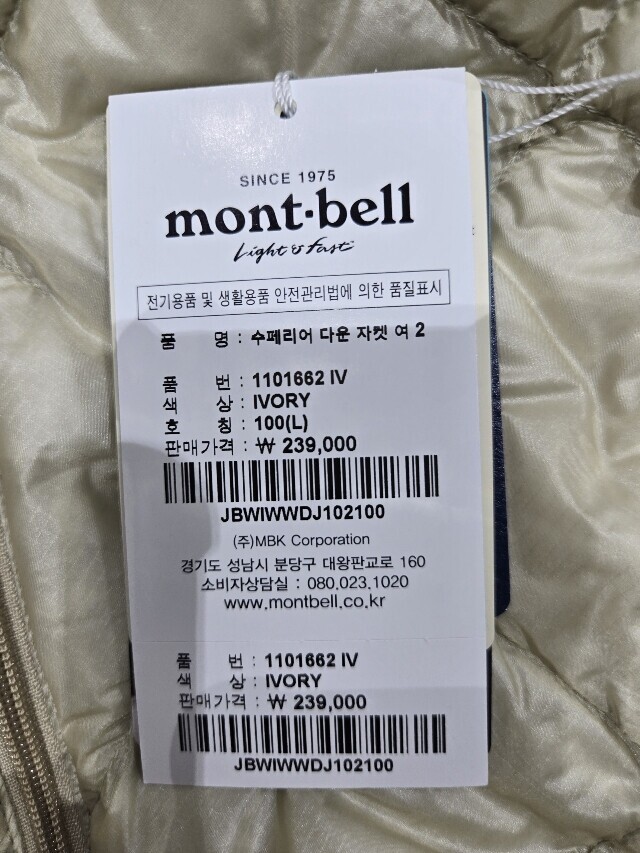 SINCE 1975
mont-bell
Light & Fast
전기용품 및 생활용품 안전관리법에 의한 품질표시
품 명 : 수페리어 다운 자켓 여 2
품 번 : 1101662 IV
색 상 : IVORY
호 칭 : 100(L)
판매가격 : ₩ 239,000
JBWIWWDJ102100
(주)MBK Corporation
경기도 성남시 분당구 대왕판교로 160
소비자상담실 : 080.023.1020
www.montbell.co.kr
품 번 : 1101662 IV
색 상 : IVORY
판매가격 : ₩ 239,000
JBWIWWDJ102100